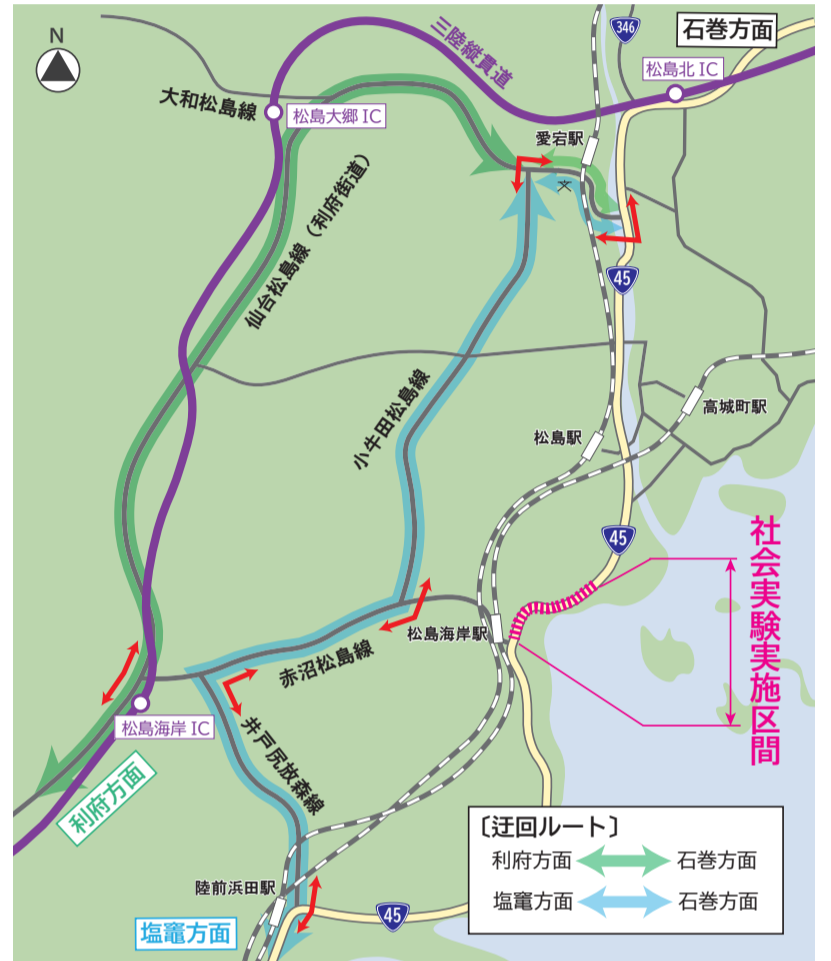 N
346
石巻方面
三陸縦貫道
松島北 IC
大和松島線
松島大郷 IC
愛宕駅
仙台松島線（利府街道）
45
小牛田松島線
高城町駅
松島駅
45
社会実験実施区間
松島海岸駅
赤沼松島線
松島海岸 IC
井戸尻放森線
利府方面
〔迂回ルート〕
利府方面 石巻方面
塩竈方面 石巻方面
陸前浜田駅
45
塩竈方面